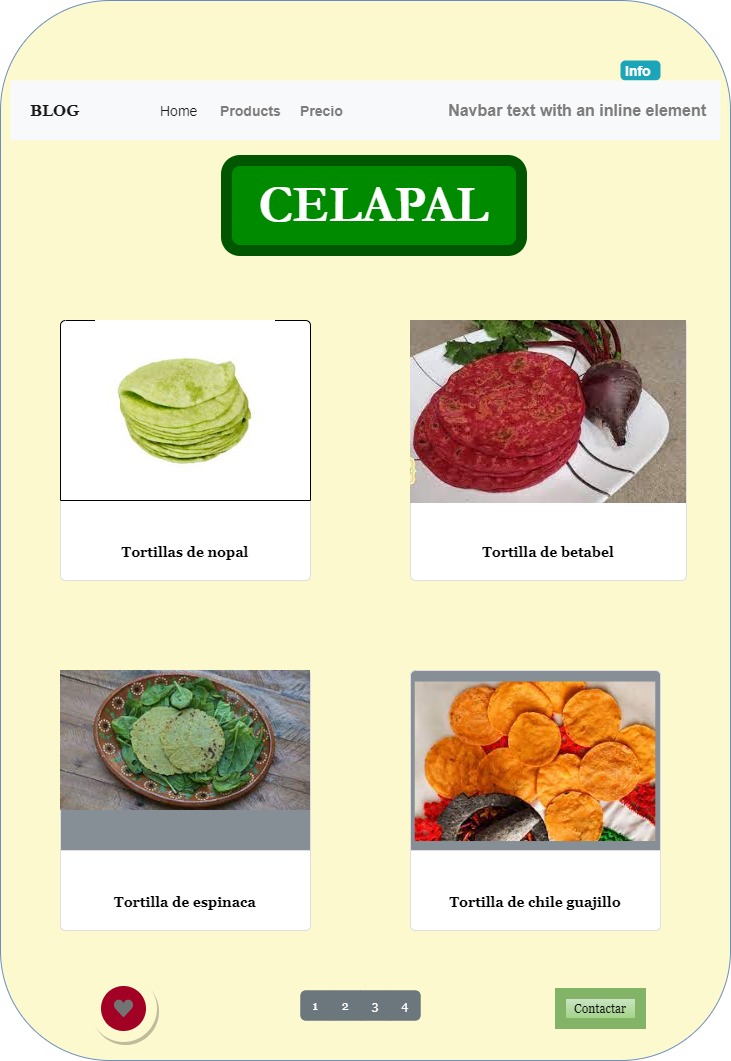 Info
BLOG Home Products Precio Navbar text with an inline element
CELAPAL
Tortillas de nopal
Tortilla de betabel
Tortilla de espinaca
Tortilla de chile guajillo
1 2 3 4
Contactar